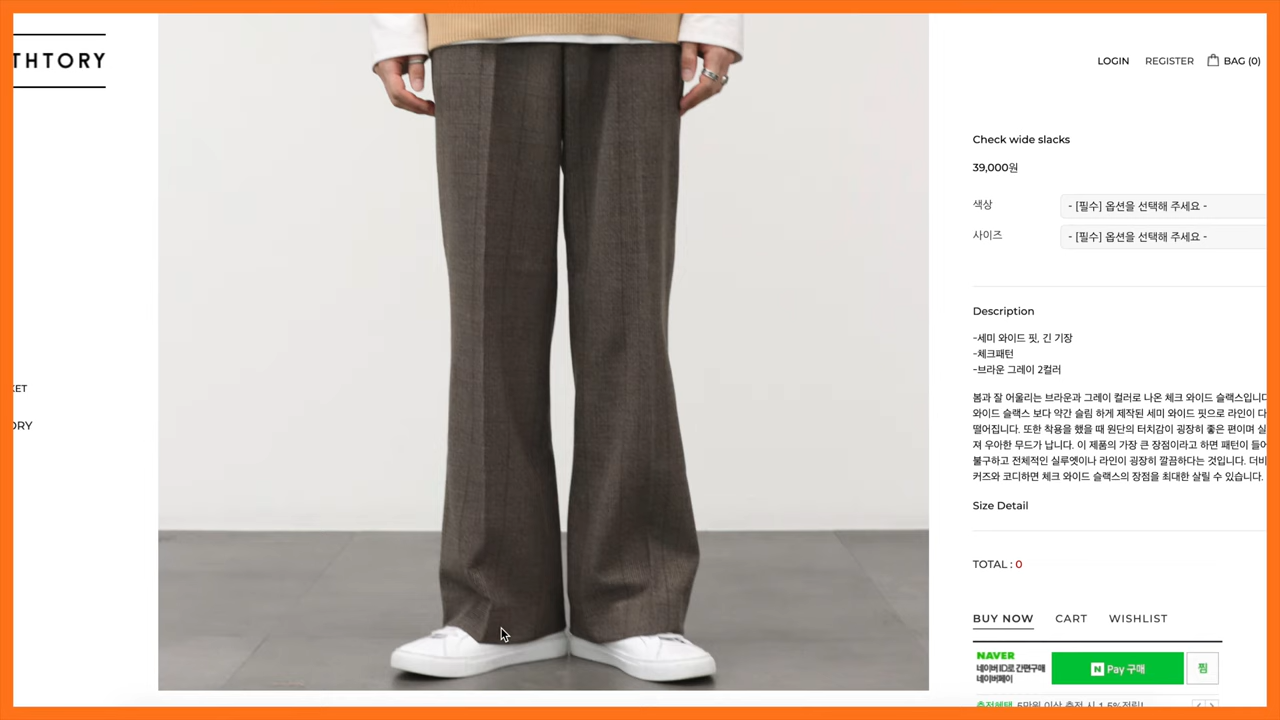 THTORY
LOGIN REGISTER BAG (0)
Check wide slacks
39,000원
색상 - [필수] 옵션을 선택해 주세요 -
사이즈 - [필수] 옵션을 선택해 주세요 -
Description
-세미 와이드 핏, 긴 기장
-체크패턴
-브라운 그레이 2컬러
봄과 잘 어울리는 브라운과 그레이 컬러로 나온 체크 와이드 슬랙스입니다
와이드 슬랙스 보다 약간 슬림 하게 제작된 세미 와이드 핏으로 라인이 다
떨어집니다. 또한 착용을 했을 때 원단의 터치감이 굉장히 좋은 편이며 실
져 우아한 무드가 납니다. 이 제품의 가장 큰 장점이라고 하면 패턴이 들어
불구하고 전체적인 실루엣이나 라인이 굉장히 깔끔하다는 것입니다. 더비
커즈와 코디하면 체크 와이드 슬랙스의 장점을 최대한 살릴 수 있습니다.
Size Detail
TOTAL : 0
BUY NOW CART WISHLIST
NAVER
네이버 ID로 간편구매
네이버페이
N Pay 구매
찜
ORY